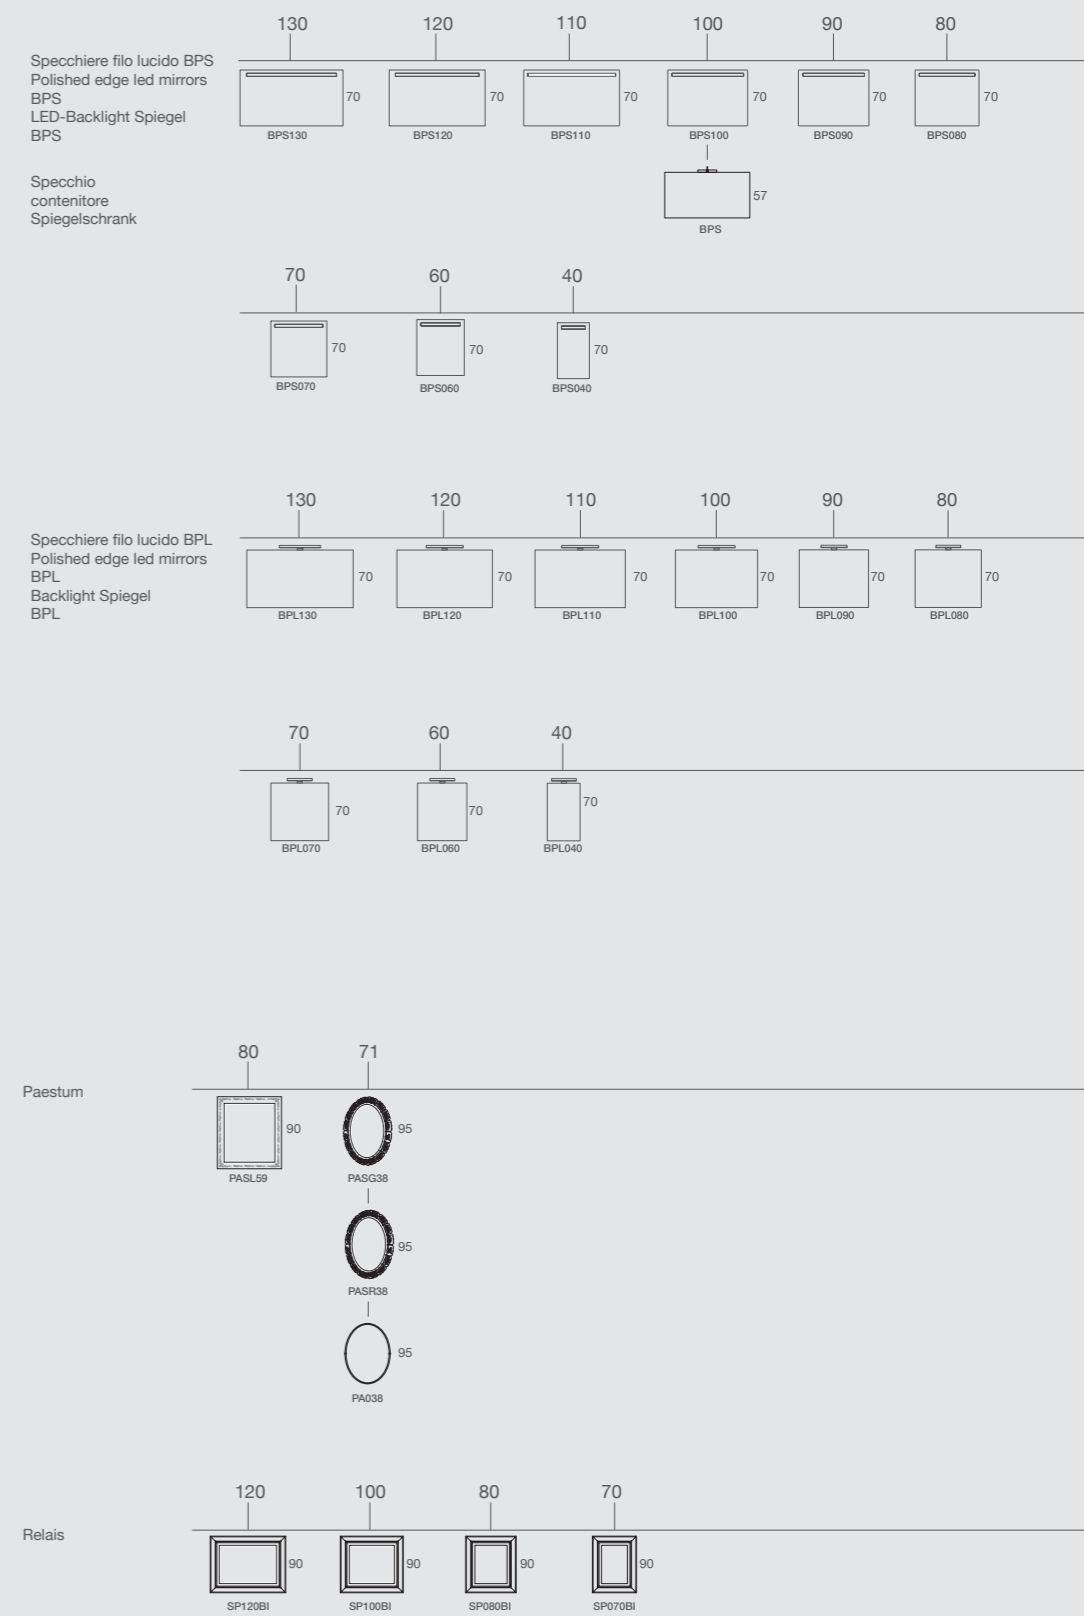 130 120 110 100 90 80
Specchiere filo lucido BPS
Polished edge led mirrors
BPS
LED-Backlight Spiegel
BPS
70 70 70 70 70 70
BPS130 BPS120 BPS110 BPS100 BPS090 BPS080
Specchio
contenitore
Spiegelschrank
57
BPS
70 60 40
70 70 70
BPS070 BPS060 BPS040
130 120 110 100 90 80
Specchiere filo lucido BPL
Polished edge led mirrors
BPL
Backlight Spiegel
BPL
70 70 70 70 70 70
BPL130 BPL120 BPL110 BPL100 BPL090 BPL080
70 60 40
70 70 70
BPL070 BPL060 BPL040
80 71
Paestum
90 95
PASL59 PASG38
95
PASR38
95
PA038
120 100 80 70
Relais
90 90 90 90
SP120BI SP100BI SP080BI SP070BI